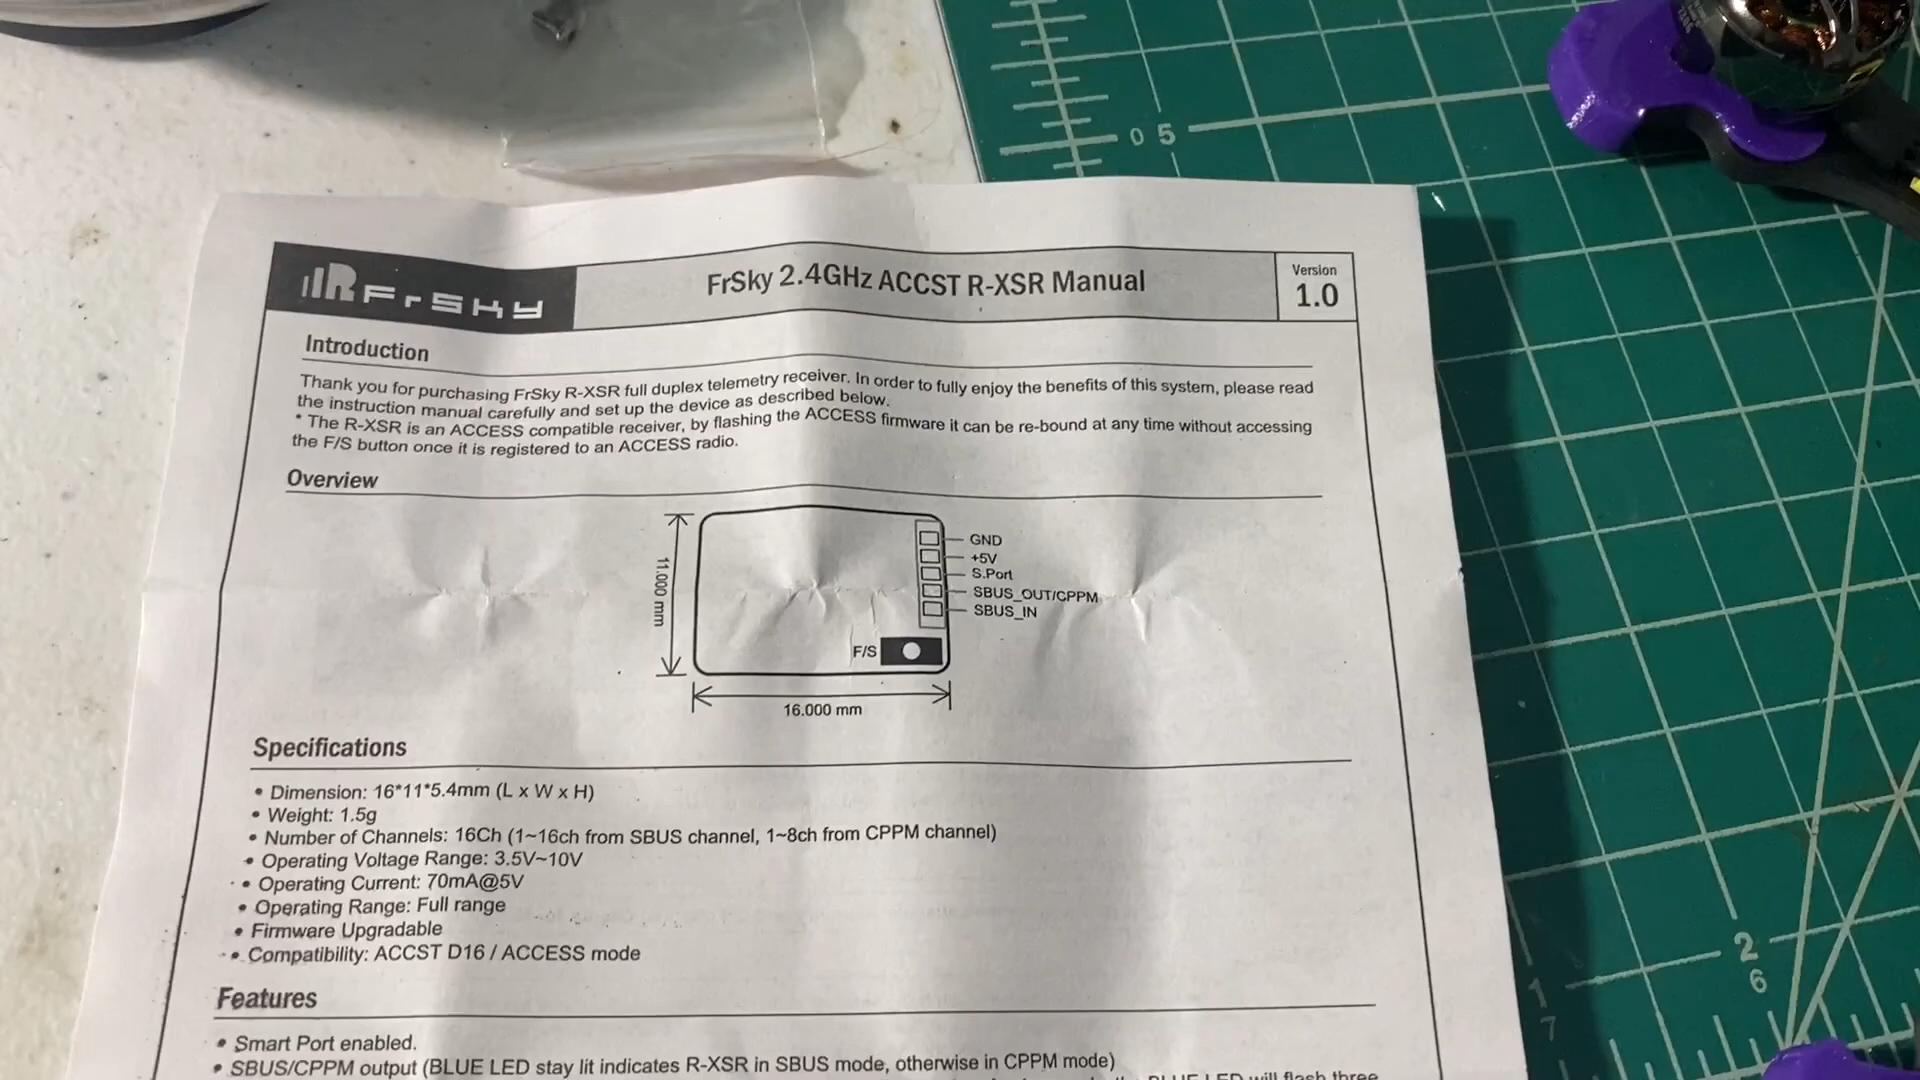 0 5
FrSky
FrSky 2.4GHz ACCST R-XSR Manual
Version
1.0
Introduction
Thank you for purchasing FrSky R-XSR full duplex telemetry receiver. In order to fully enjoy the benefits of this system, please read
the instruction manual carefully and set up the device as described below.
* The R-XSR is an ACCESS compatible receiver, by flashing the ACCESS firmware it can be re-bound at any time without accessing
the F/S button once it is registered to an ACCESS radio.
Overview
11.000 mm
GND
+5V
S.Port
SBUS_OUT/CPPM
SBUS_IN
F/S
16.000 mm
Specifications
• Dimension: 16*11*5.4mm (L x W x H)
• Weight: 1.5g
• Number of Channels: 16Ch (1~16ch from SBUS channel, 1~8ch from CPPM channel)
• Operating Voltage Range: 3.5V~10V
• Operating Current: 70mA@5V
• Operating Range: Full range
• Firmware Upgradable
• Compatibility: ACCST D16 / ACCESS mode
Features
• Smart Port enabled.
• SBUS/CPPM output (BLUE LED stay lit indicates R-XSR in SBUS mode, otherwise in CPPM mode)
BLUE LED will flash three
2
6
1
7